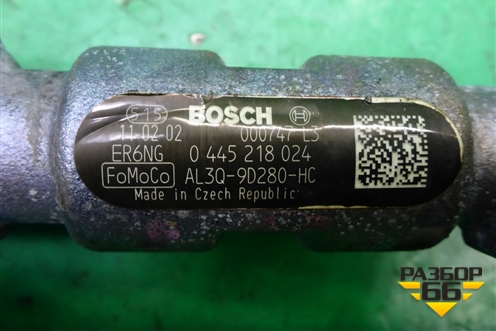 G15 BOSCH
11-02-02 000747 L3
ER6NG 0 445 218 024
FoMoCo AL3Q-9D280-HC
Made in Czech Republic
РАЗБОР
66